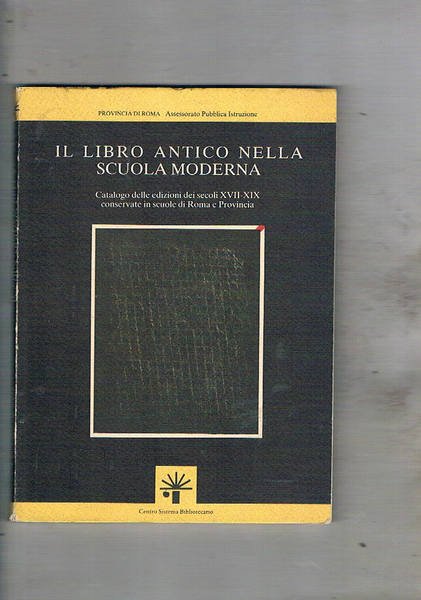 PROVINCIA DI ROMA Assessorato Pubblica Istruzione
IL LIBRO ANTICO NELLA
SCUOLA MODERNA
Catalogo delle edizioni dei secoli XVII-XIX
conservate in scuole di Roma e Provincia
Centro Sistema Bibliotecario